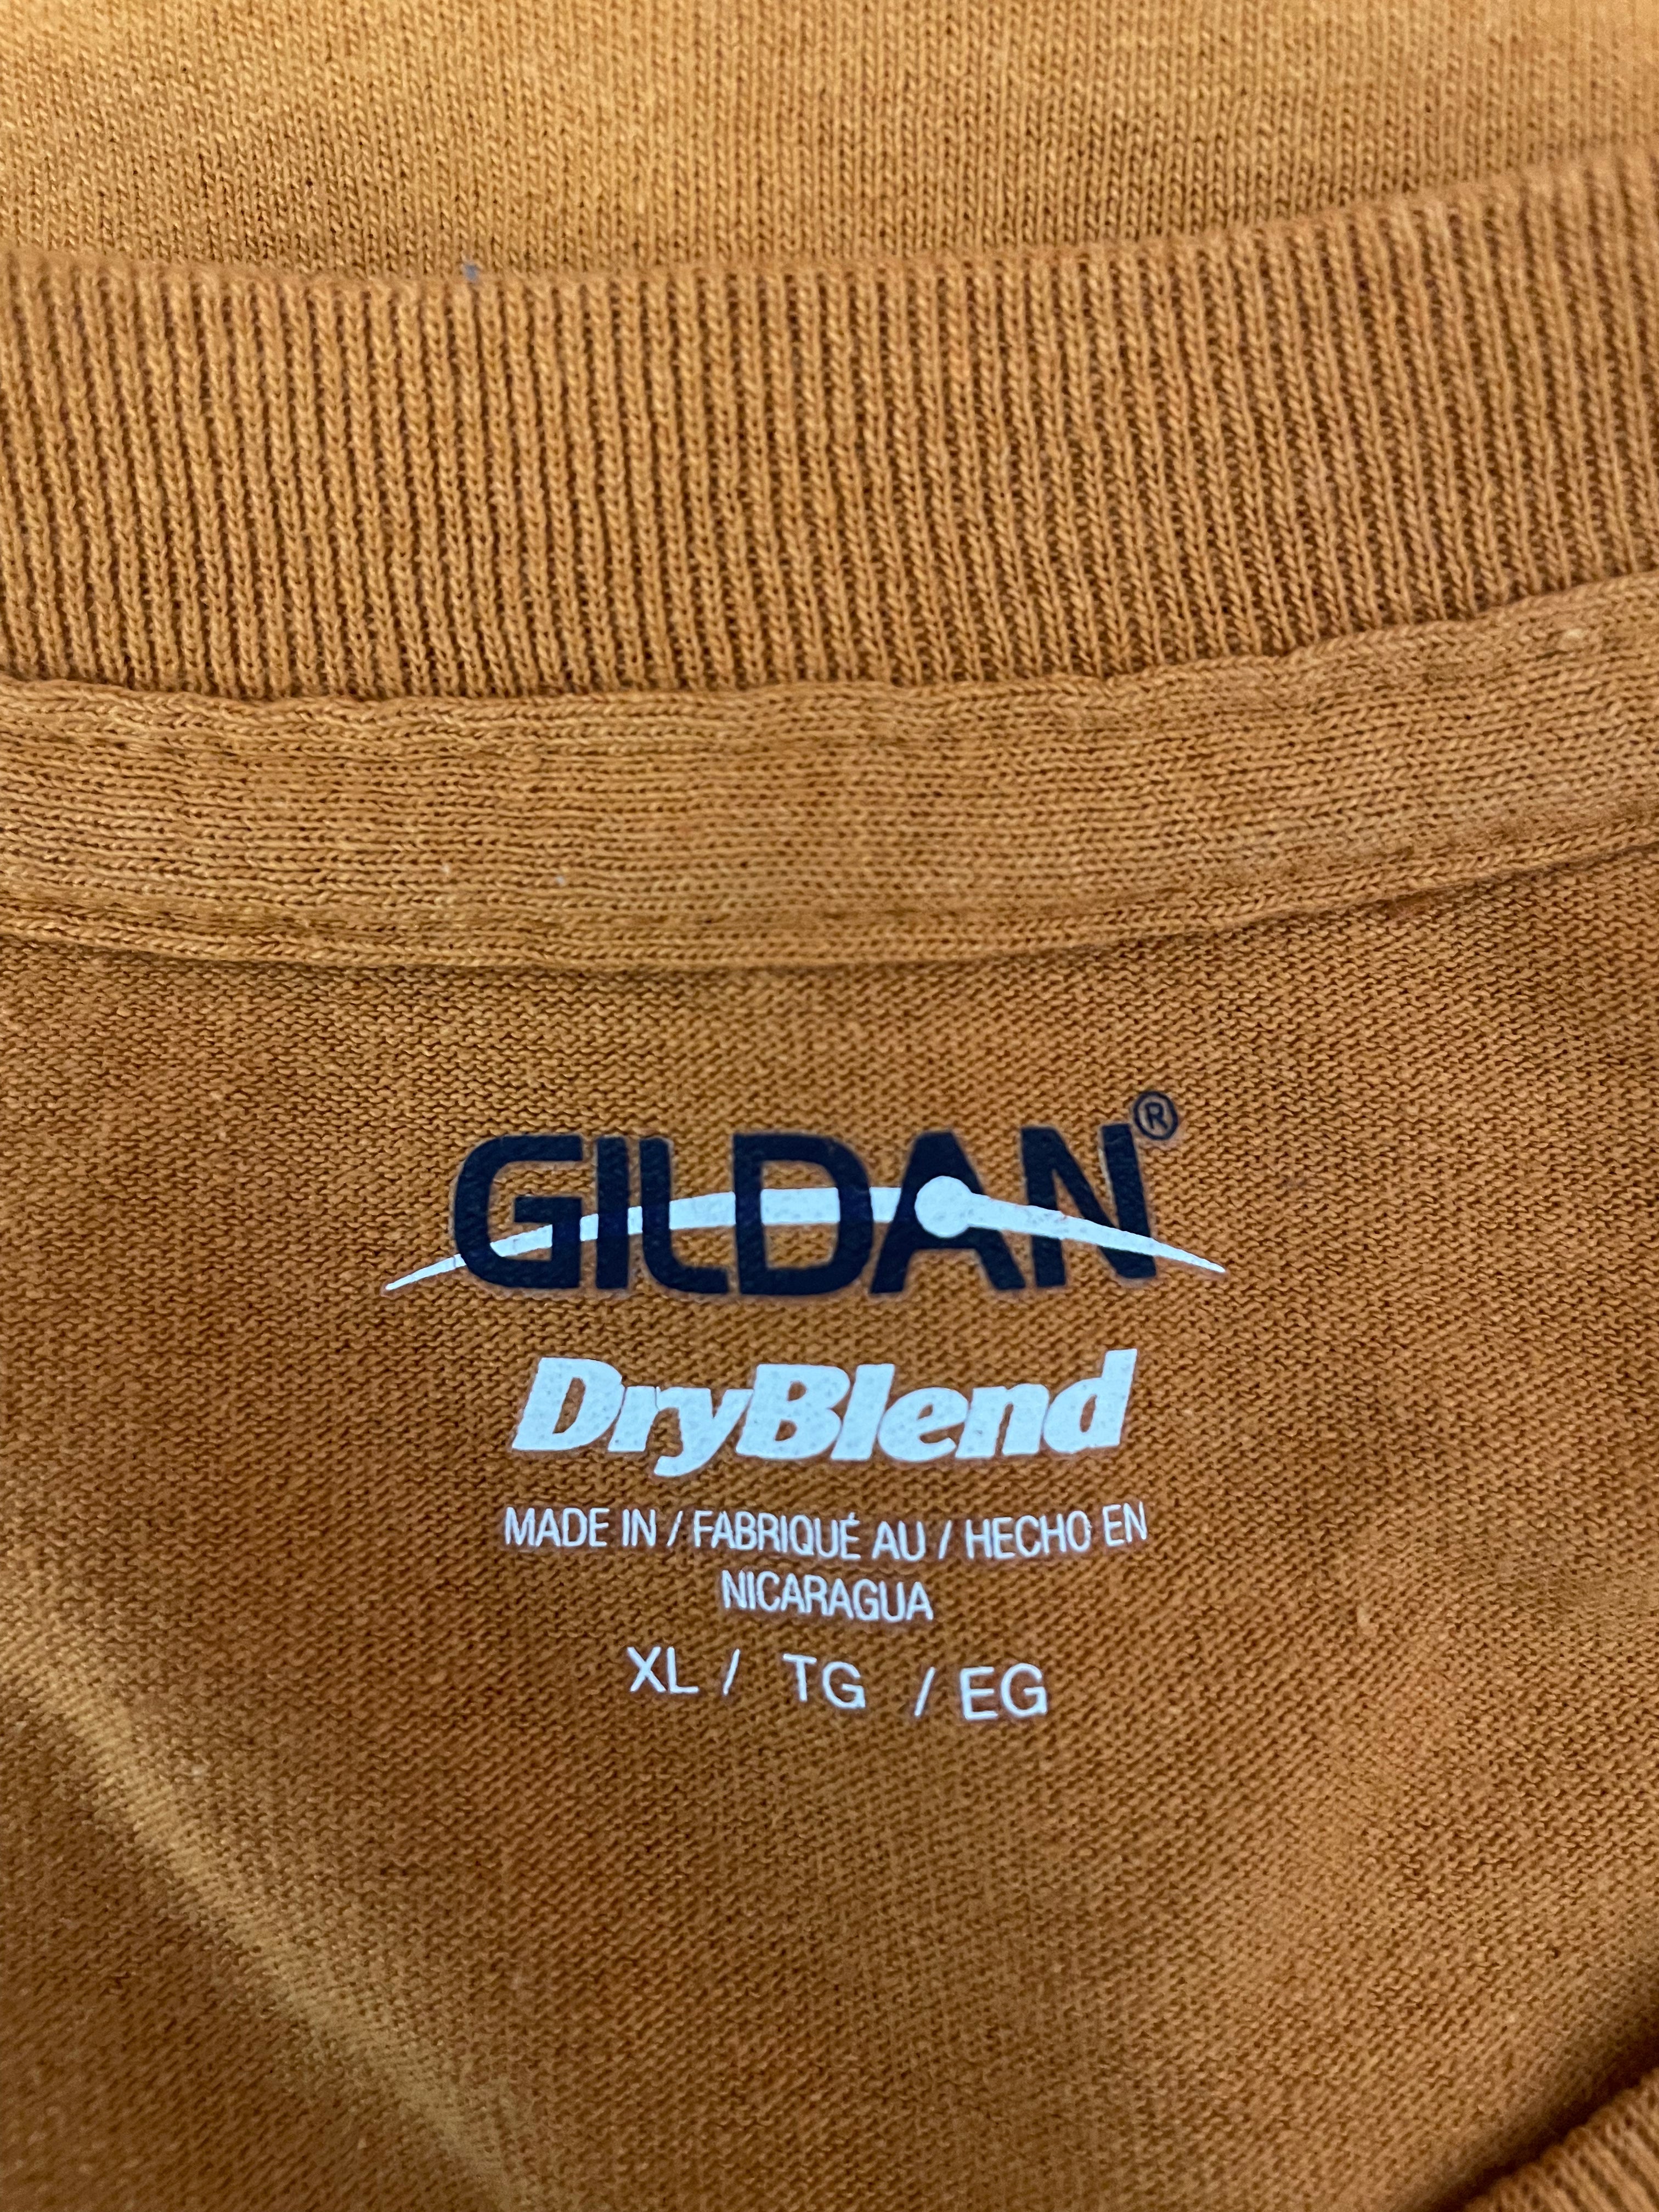 GILDAN®
DryBlend
MADE IN / FABRIQUÉ AU / HECHO EN
NICARAGUA
XL / TG / EG